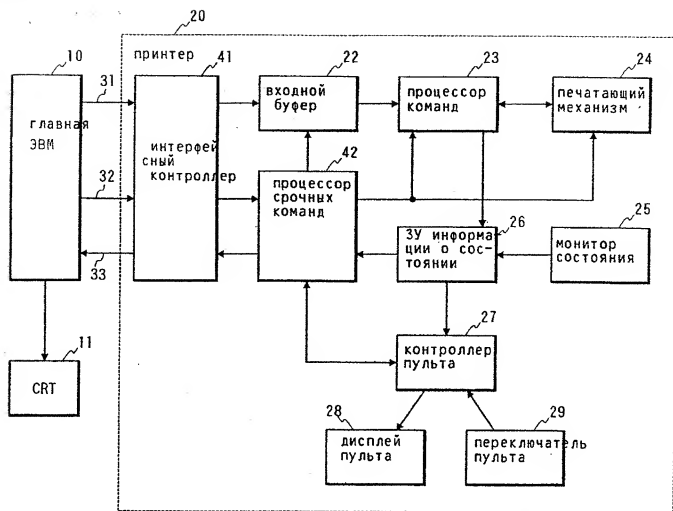 20
принтер
10
31
41
22
23
24
главная
ЭВМ
интерфей
сный
контроллер
входной
буфер
процессор
команд
печатающий
механизм
32
42
процессор
срочных
команд
33
26
ЗУ информа
ции о сос-
тоянии
25
монитор
состояния
11
CRT
27
контроллер
пульта
28
дисплей
пульта
29
переключатель
пульта